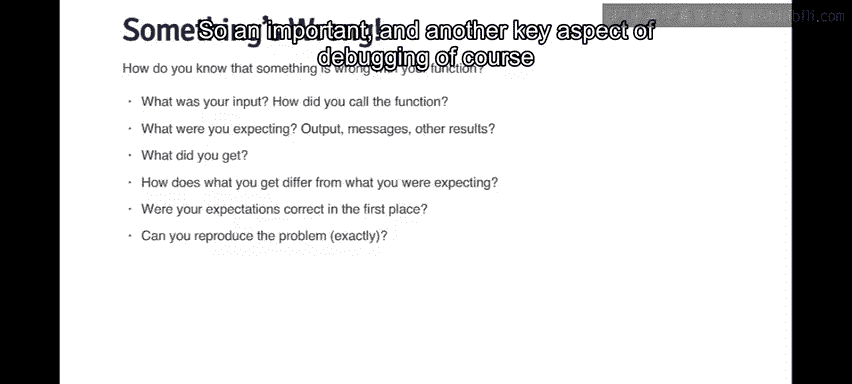 Something's Wrong!
So an important, and another key aspect of
debugging of course
How do you know that something is wrong with your function?
· What was your input? How did you call the function?
· What were you expecting? Output, messages, other results?
· What did you get?
· How does what you get differ from what you were expecting?
· Were your expectations correct in the first place?
· Can you reproduce the problem (exactly)?